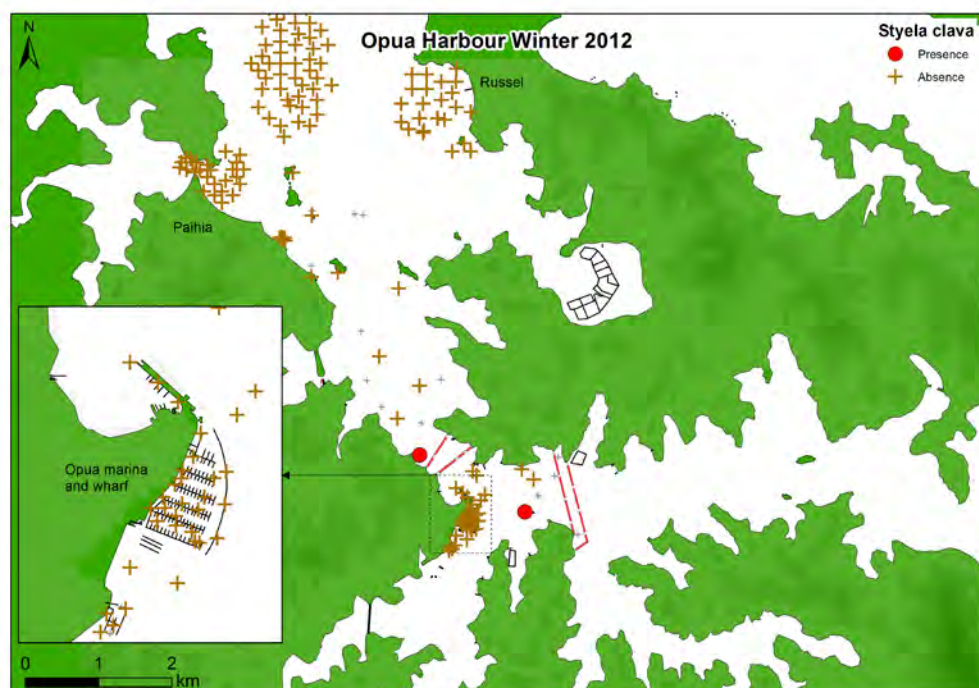 N
Opua Harbour Winter 2012
Styela clava
Presence
Absence
Russel
Paihia
Opua marina
and wharf
0 1 2
km